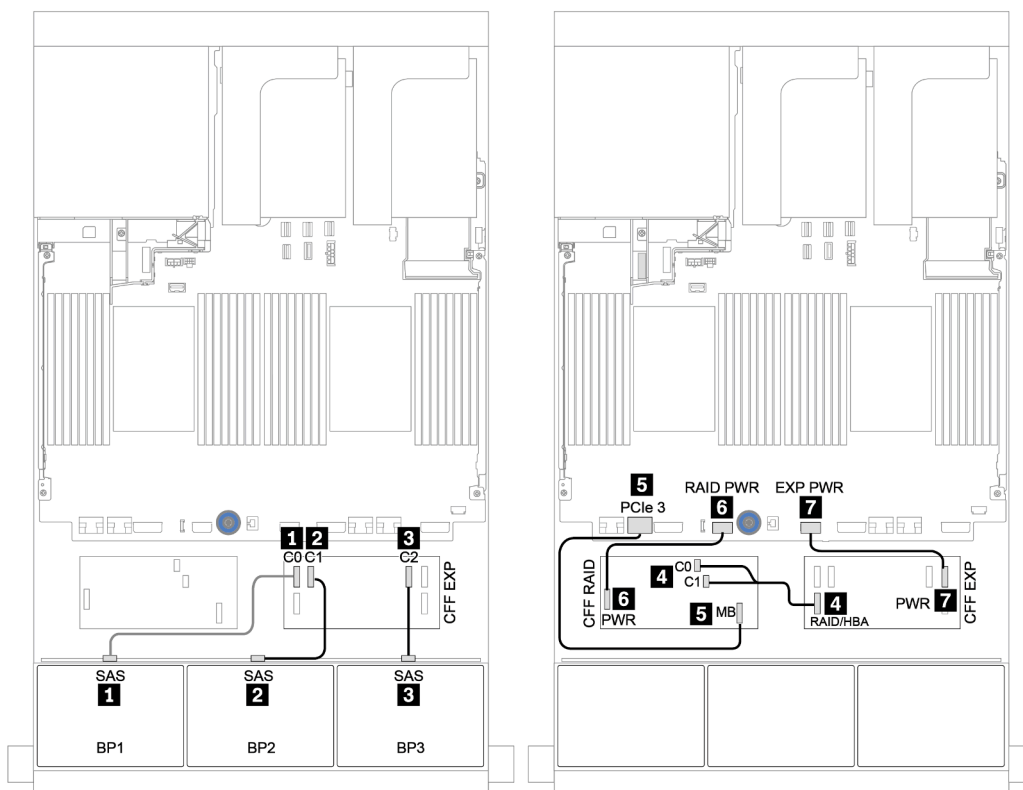 1 2 3
C0 C1 C2
CFF EXP
SAS SAS SAS
1 2 3
BP1 BP2 BP3
5 RAID PWR EXP PWR
PCIe 3 6 7
CFF RAID
C0
4 C1
6
PWR
5 MB
4
RAID/HBA
PWR 7
CFF EXP